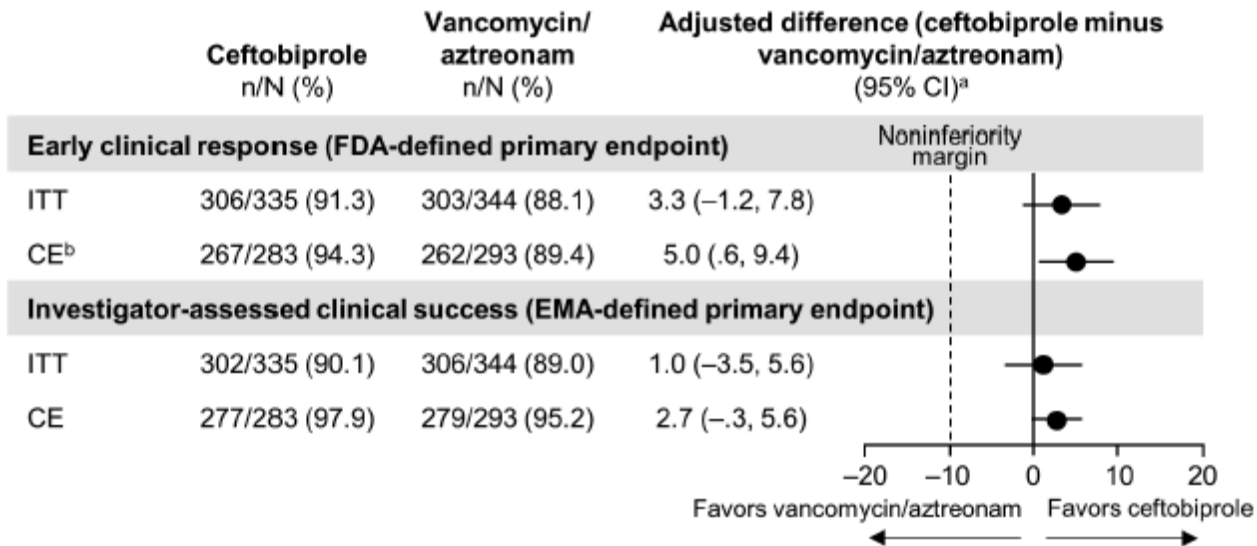 Ceftobiprole n/N (%) Vancomycin/ aztreonam n/N (%) Adjusted difference (ceftobiprole minus vancomycin/aztreonam) (95% CI)ᵃ
Early clinical response (FDA-defined primary endpoint) Noninferiority margin
ITT 306/335 (91.3) 303/344 (88.1) 3.3 (–1.2, 7.8)
CEᵇ 267/283 (94.3) 262/293 (89.4) 5.0 (.6, 9.4)
Investigator-assessed clinical success (EMA-defined primary endpoint)
ITT 302/335 (90.1) 306/344 (89.0) 1.0 (–3.5, 5.6)
CE 277/283 (97.9) 279/293 (95.2) 2.7 (–.3, 5.6)
–20 –10 0 10 20
Favors vancomycin/aztreonam Favors ceftobiprole